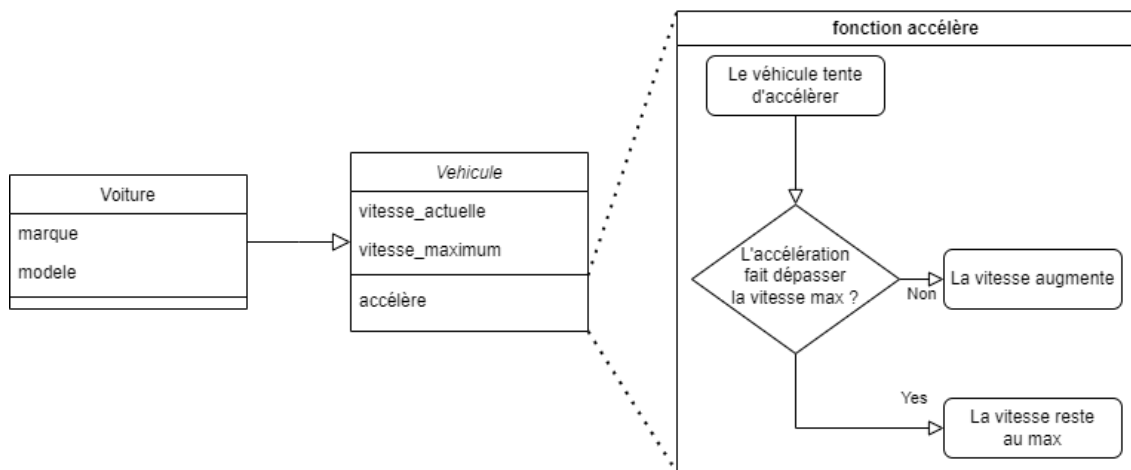 Voiture
marque
modele
Vehicule
vitesse_actuelle
vitesse_maximum
accélère
fonction accélère
Le véhicule tente
d'accélèrer
L'accélération
fait dépasser
la vitesse max ?
Non
La vitesse augmente
Yes
La vitesse reste
au max